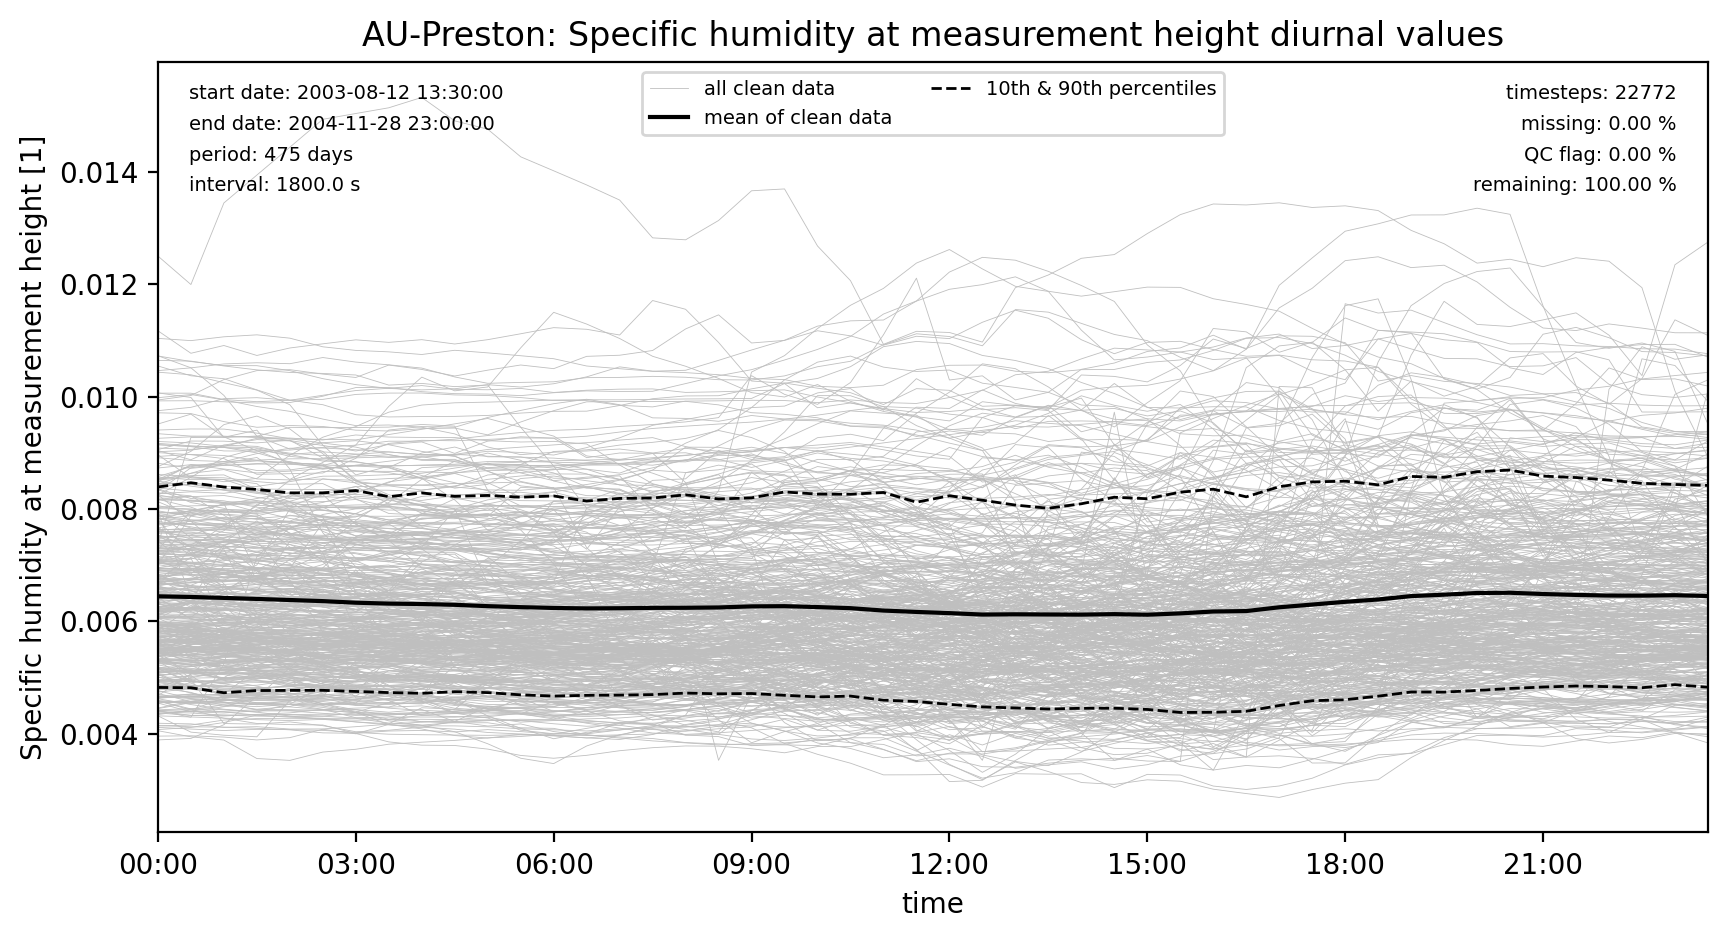 AU-Preston: Specific humidity at measurement height diurnal values
start date: 2003-08-12 13:30:00
end date: 2004-11-28 23:00:00
period: 475 days
interval: 1800.0 s
all clean data
mean of clean data
10th & 90th percentiles
timesteps: 22772
missing: 0.00 %
QC flag: 0.00 %
remaining: 100.00 %
Specific humidity at measurement height [1]
0.014
0.012
0.010
0.008
0.006
0.004
00:00 03:00 06:00 09:00 12:00 15:00 18:00 21:00
time